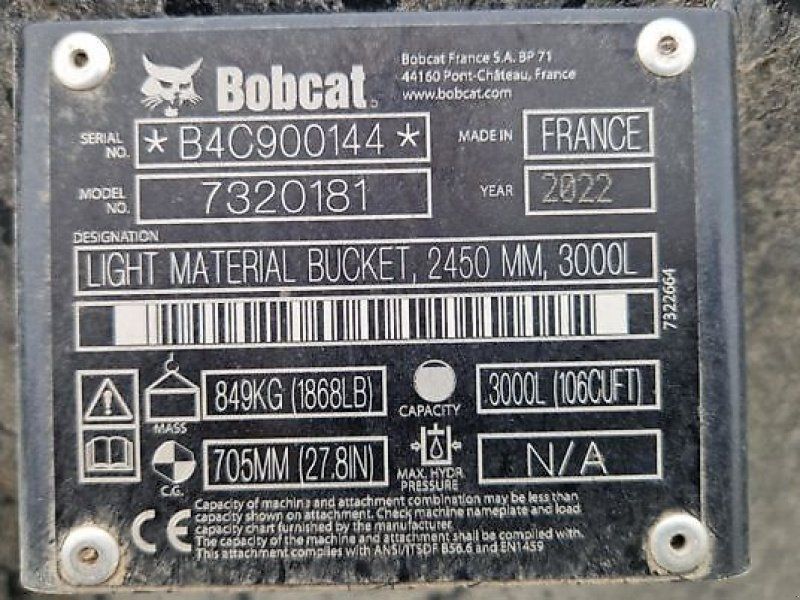 Bobcat
Bobcat France S.A. BP 71
44160 Pont-Château, France
www.bobcat.com
SERIAL NO. * B4C900144 *
MADE IN FRANCE
MODEL NO. 7320181
YEAR 2022
DESIGNATION
LIGHT MATERIAL BUCKET, 2450 MM, 3000L
7322664
MASS 849KG (1868LB)
CAPACITY 3000L (106CUFT)
C.G. 705MM (27.8IN)
MAX. HYDR. PRESSURE N/A
CE
Capacity of machine and attachment combination may be less than
capacity shown on attachment. Check machine nameplate and load
capacity chart furnished by the manufacturer.
The capacity of the machine and attachment shall be complied with.
This attachment complies with ANSI/ITSDF B56.6 and EN1459